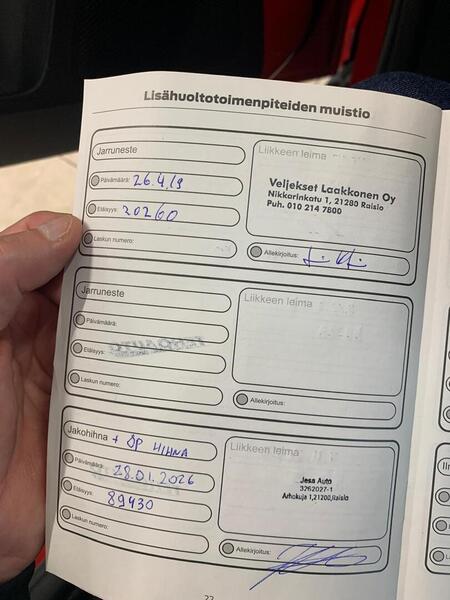 Lisähuoltotoimenpiteiden muistio
Jarruneste
Päivämäärä: 26.4.19
Etäisyys: 20260
Laskun numero:
Liikkeen leima
Veljekset Laakkonen Oy
Nikkarinkatu 1, 21280 Raisio
Puh. 010 214 7800
Allekirjoitus:
Jarruneste
Päivämäärä:
Etäisyys:
Laskun numero:
Liikkeen leima
Allekirjoitus:
Jakohihna + ÖP HIHNA
Päivämäärä: 28.01.2026
Etäisyys: 89430
Laskun numero:
Liikkeen leima
Jesa Auto
3262027-1
Arhokuja 1,21200,Raisio
Allekirjoitus: